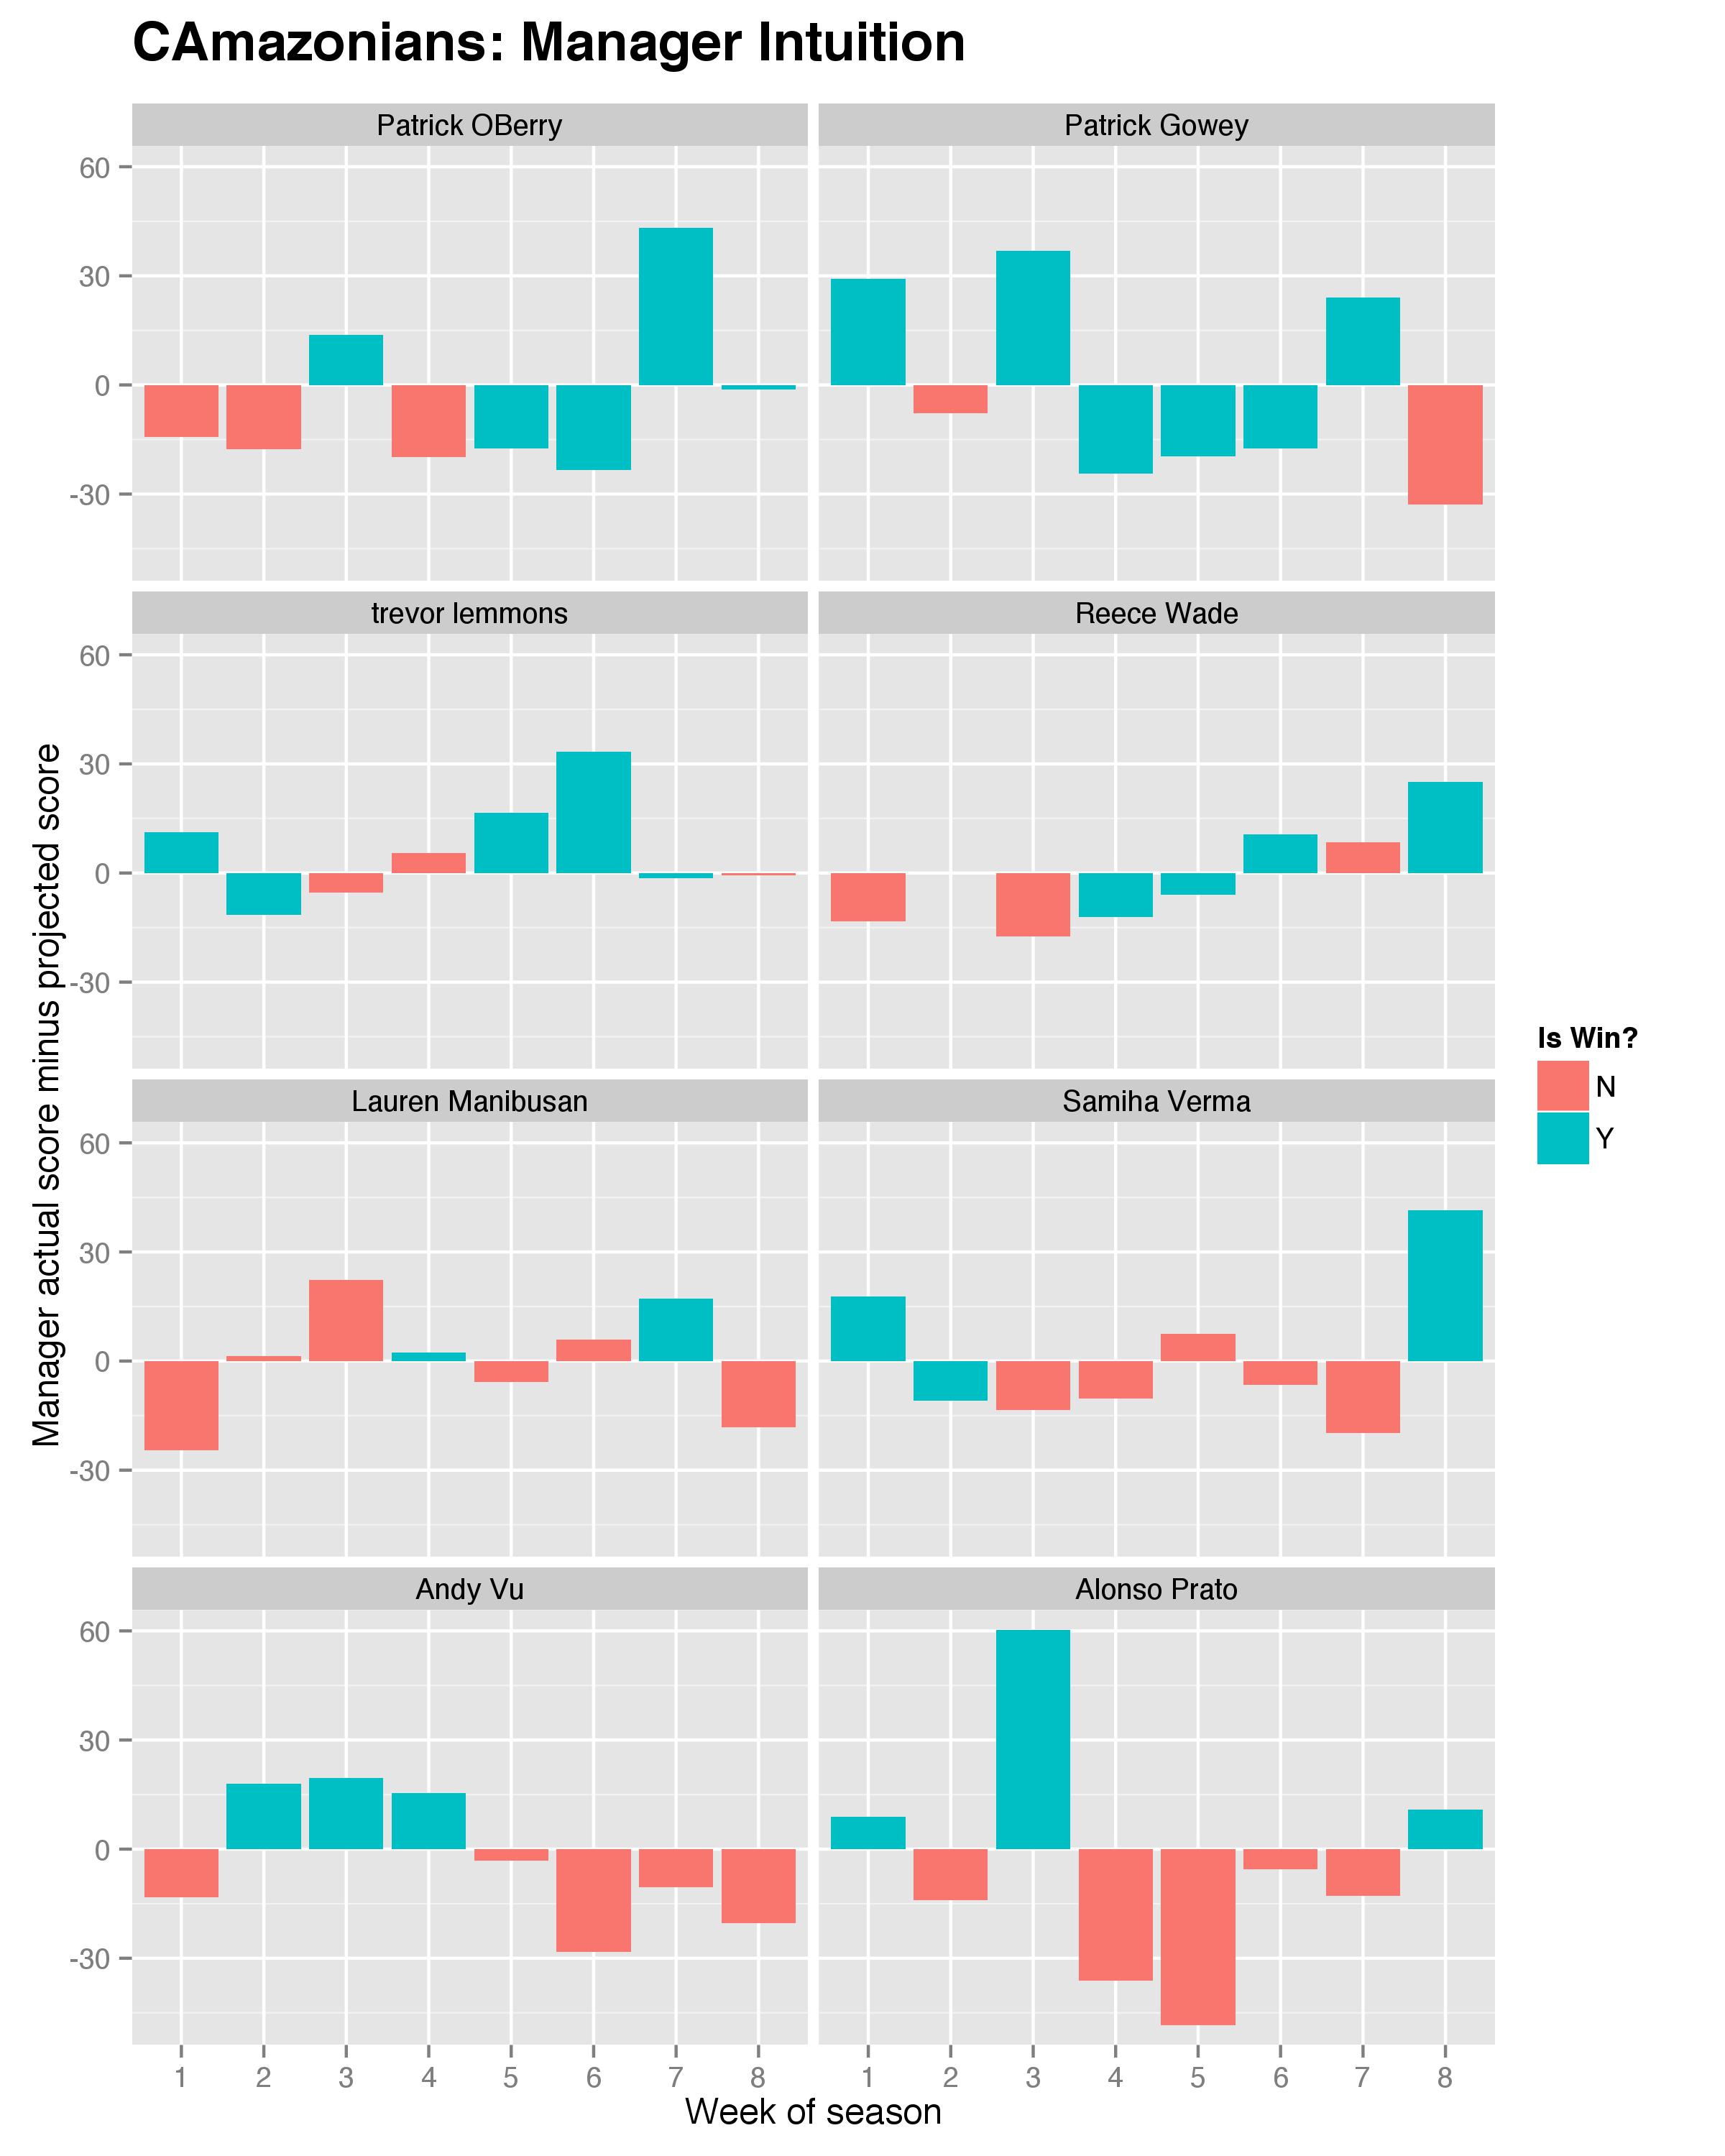 CAmazonians: Manager Intuition
Patrick OBerry
Patrick Gowey
60
30
0
-30
trevor lemmons
Reece Wade
60
30
0
-30
Lauren Manibusan
Samiha Verma
60
30
0
-30
Andy Vu
Alonso Prato
60
30
0
-30
1 2 3 4 5 6 7 8
1 2 3 4 5 6 7 8
Week of season
Manager actual score minus projected score
Is Win?
N
Y